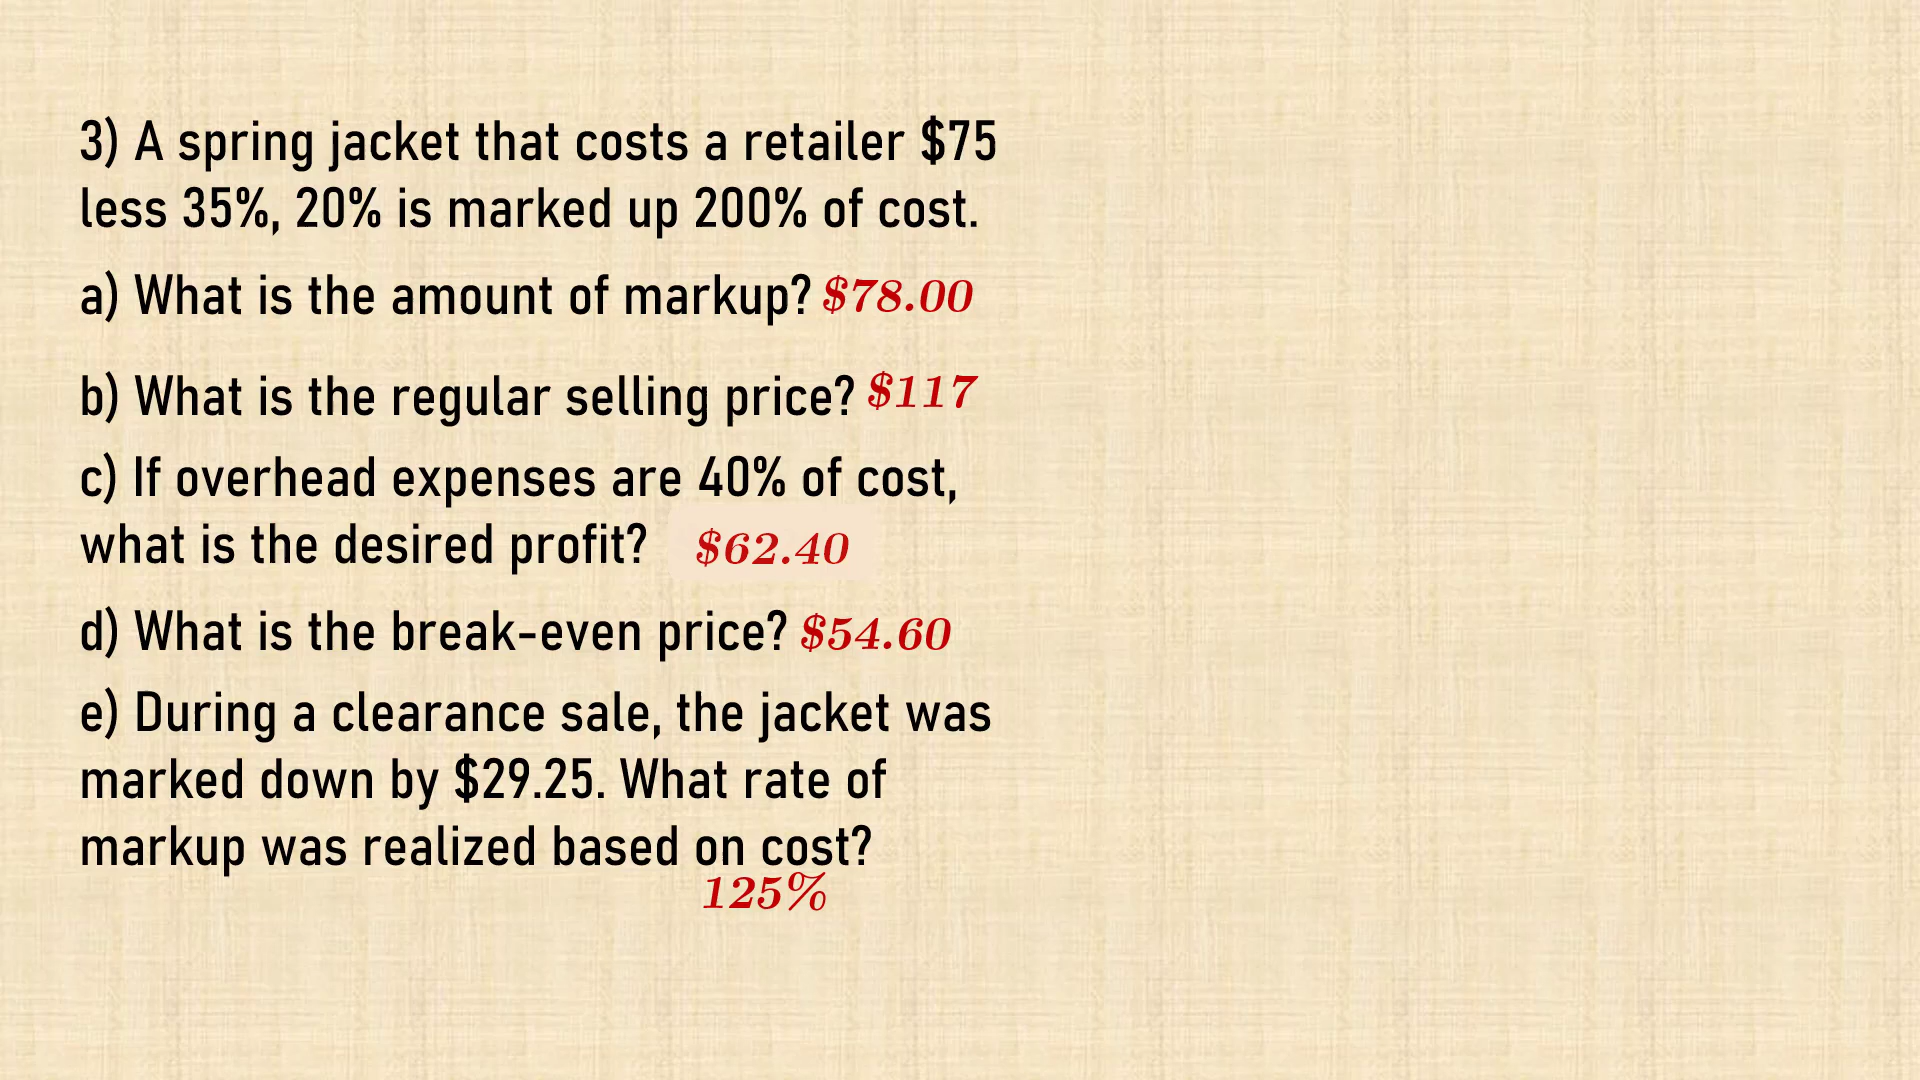 3) A spring jacket that costs a retailer $75
less 35%, 20% is marked up 200% of cost.
a) What is the amount of markup? $78.00
b) What is the regular selling price? $117
c) If overhead expenses are 40% of cost,
what is the desired profit? $62.40
d) What is the break-even price? $54.60
e) During a clearance sale, the jacket was
marked down by $29.25. What rate of
markup was realized based on cost?
125%